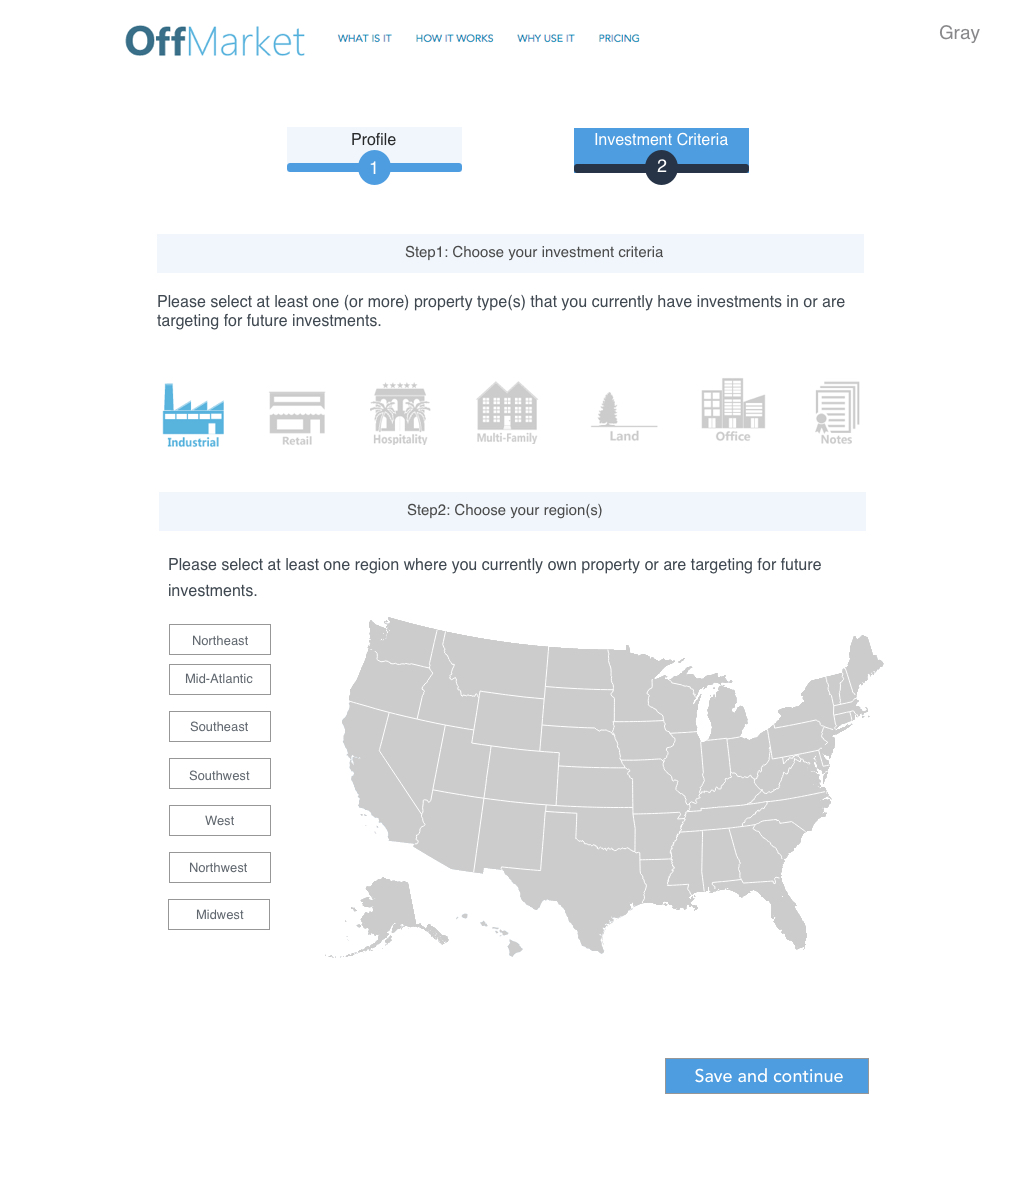 OffMarket
WHAT IS IT
HOW IT WORKS
WHY USE IT
PRICING
Gray
Profile
1
Investment Criteria
2
Step1: Choose your investment criteria
Please select at least one (or more) property type(s) that you currently have investments in or are
targeting for future investments.
Industrial
Retail
Hospitality
Multi-Family
Land
Office
Notes
Step2: Choose your region(s)
Please select at least one region where you currently own property or are targeting for future
investments.
Northeast
Mid-Atlantic
Southeast
Southwest
West
Northwest
Midwest
Save and continue